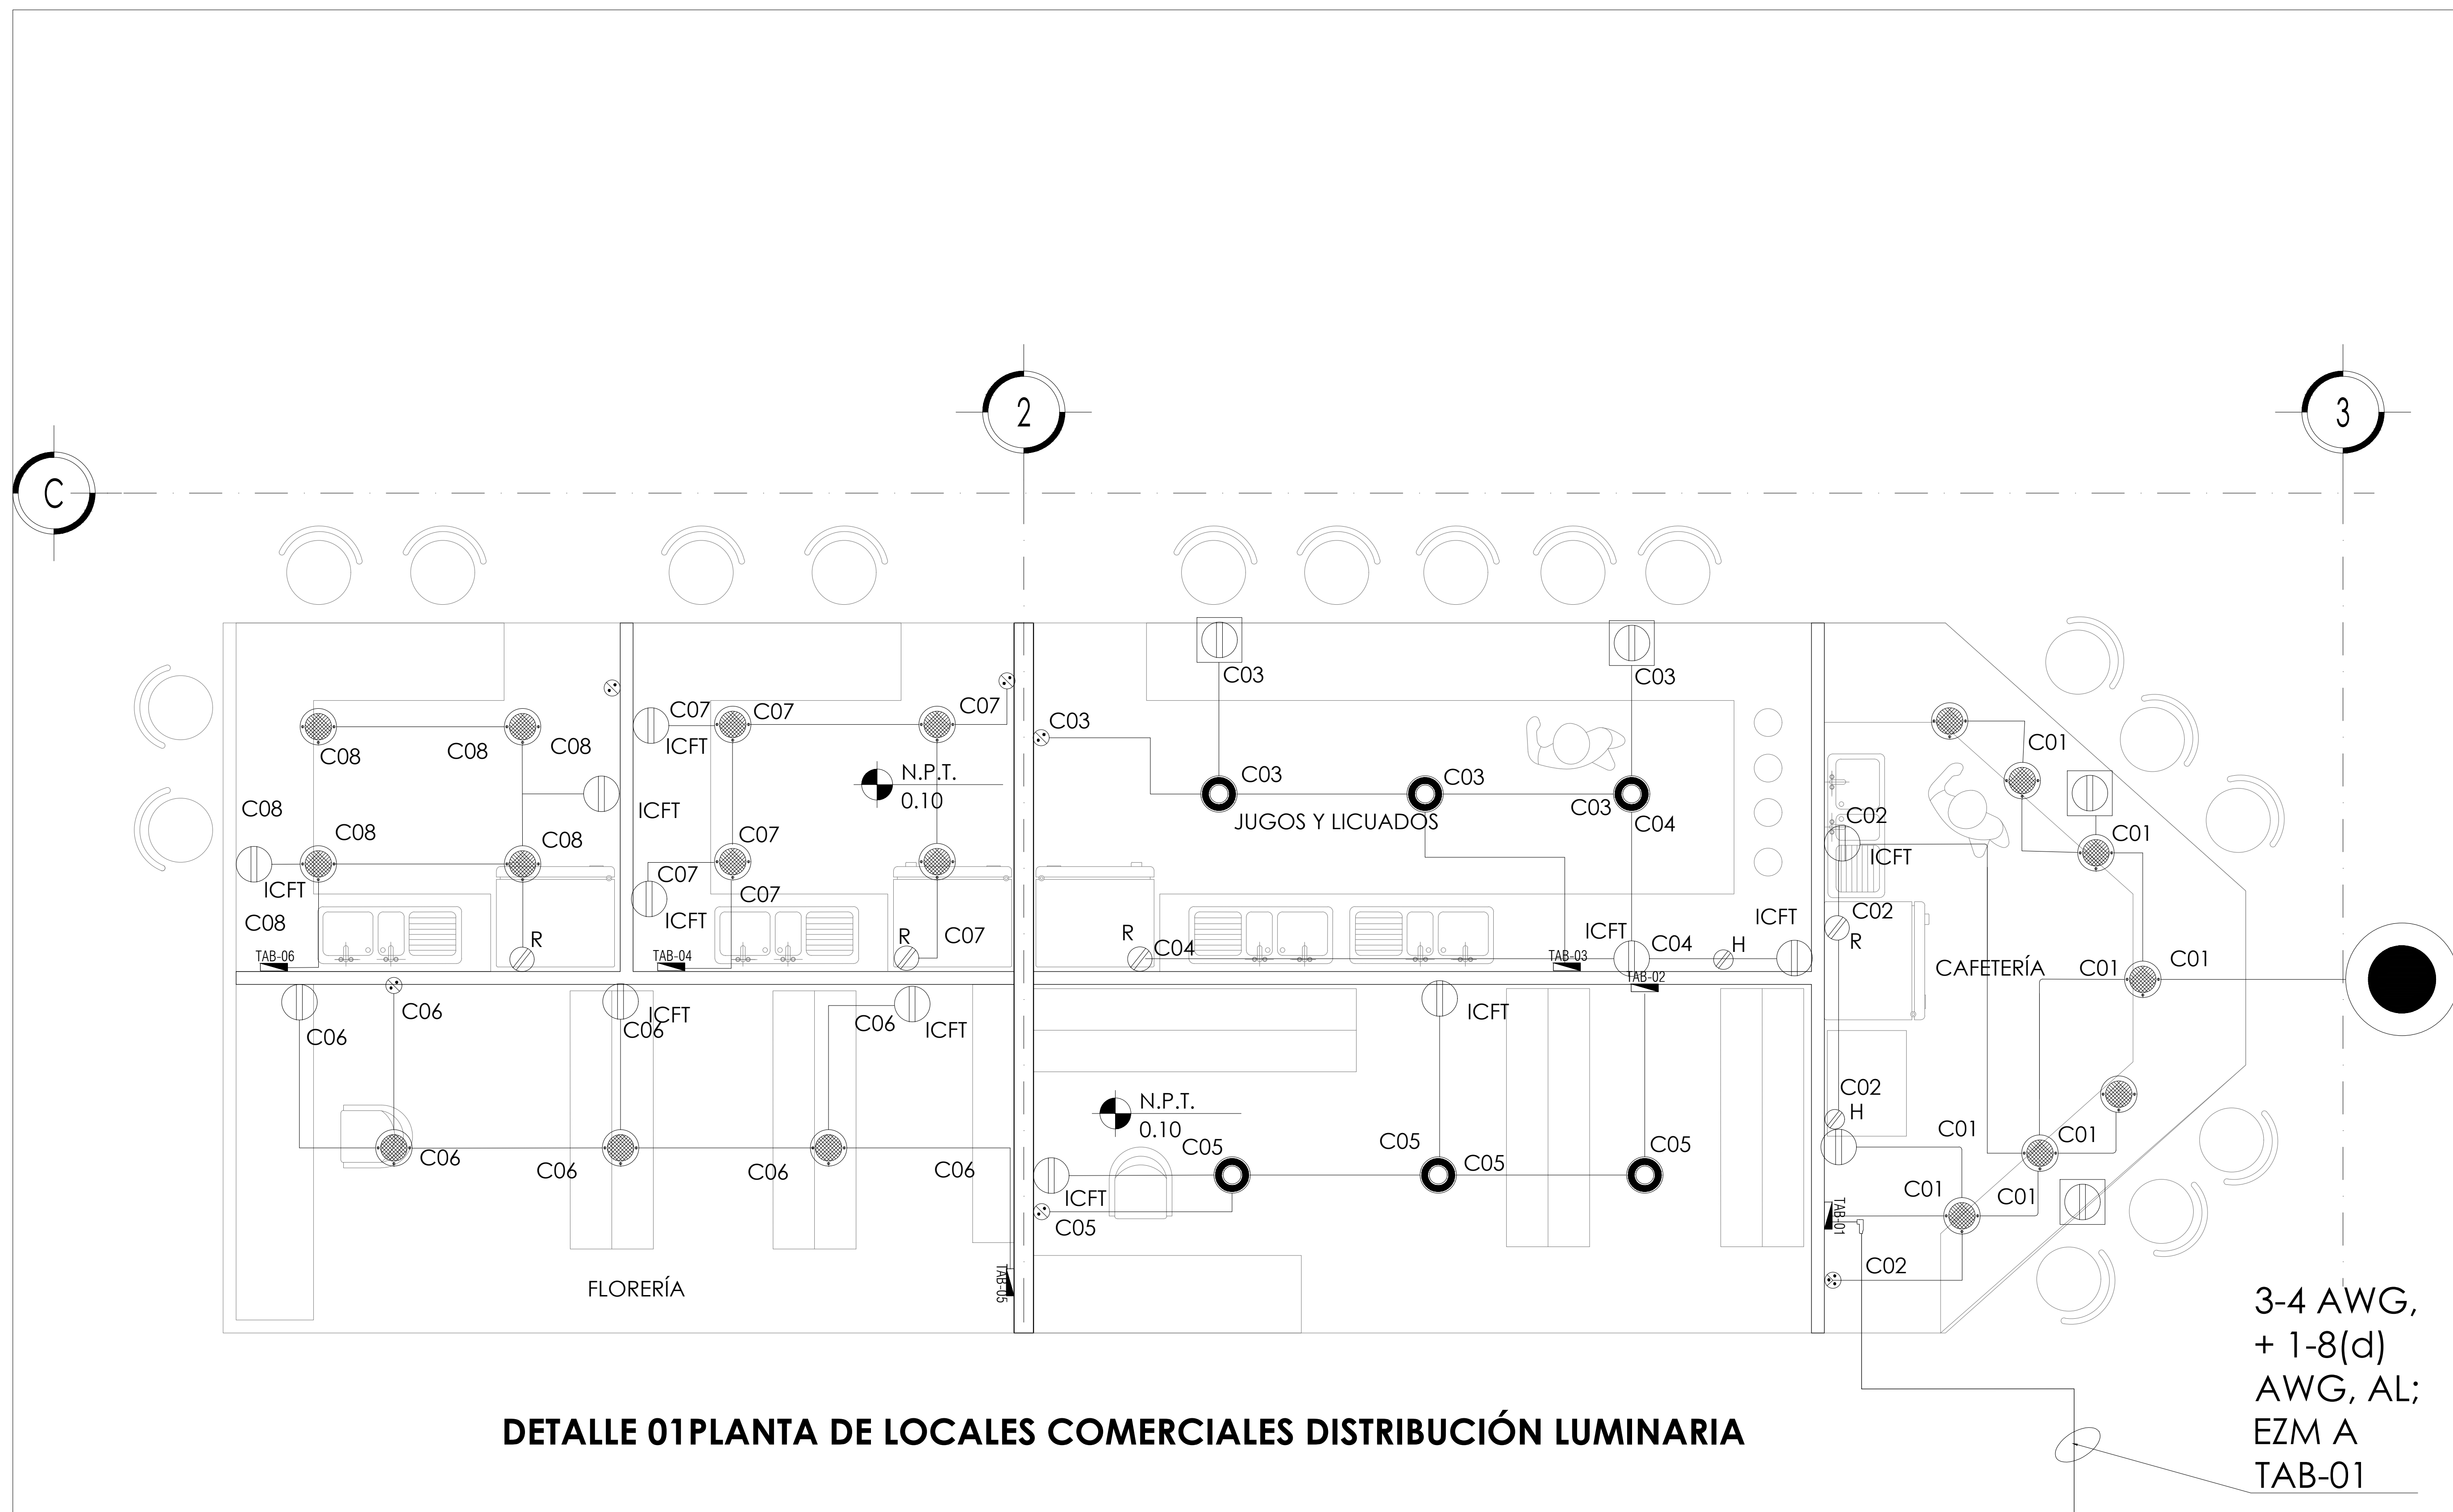 2
3
C
C03
C03
C07
C07
C07
C03
C01
ICFT
C08
C08
C08
N.P.T.
0.10
C03
C03
C03
C04
JUGOS Y LICUADOS
C08
ICFT
C02
C01
ICFT
C08
C08
C07
C07
ICFT
C07
C08
ICFT
C02
C07
R
R
R
C04
ICFT
C04
H
ICFT
R
TAB-06
TAB-04
TAB-03
TAB-02
CAFETERÍA
C01
C01
C06
C06
ICFT
C06
C06
ICFT
ICFT
C02
H
N.P.T.
0.10
C05
C05
C05
C05
C01
C01
C06
C06
C06
C06
ICFT
C05
C01
C01
TAB-01
C02
TAB-05
FLORERÍA
3-4 AWG,
+ 1-8(d)
AWG, AL;
EZM A
TAB-01
DETALLE 01PLANTA DE LOCALES COMERCIALES DISTRIBUCIÓN LUMINARIA